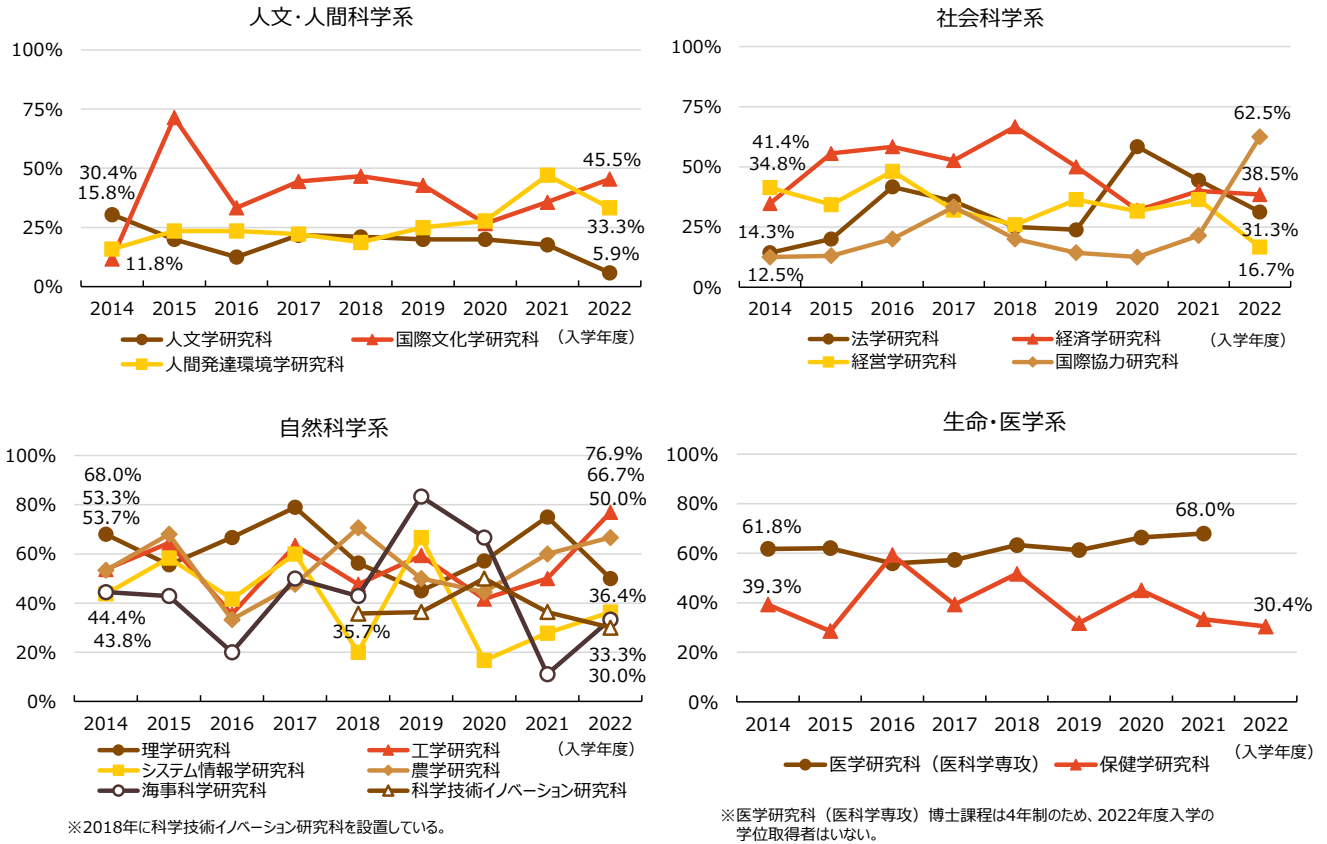 人文・人間科学系
100%
75%
50%
25%
0%
30.4%
15.8%
11.8%
45.5%
33.3%
5.9%
2014 2015 2016 2017 2018 2019 2020 2021 2022
人文学研究科 国際文化学研究科 (入学年度)
人間発達環境学研究科
社会科学系
100%
75%
50%
25%
0%
41.4%
34.8%
14.3%
12.5%
62.5%
38.5%
31.3%
16.7%
2014 2015 2016 2017 2018 2019 2020 2021 2022
法学研究科 経済学研究科 (入学年度)
経営学研究科 国際協力研究科
自然科学系
100%
80%
60%
40%
20%
0%
68.0%
53.3%
53.7%
44.4%
43.8%
35.7%
76.9%
66.7%
50.0%
36.4%
33.3%
30.0%
2014 2015 2016 2017 2018 2019 2020 2021 2022
理学研究科 工学研究科 (入学年度)
システム情報学研究科 農学研究科
海事科学研究科 科学技術イノベーション研究科
※2018年に科学技術イノベーション研究科を設置している。
生命・医学系
100%
80%
60%
40%
20%
0%
61.8%
39.3%
68.0%
30.4%
2014 2015 2016 2017 2018 2019 2020 2021 2022
医学研究科（医科学専攻） 保健学研究科 (入学年度)
※医学研究科（医科学専攻）博士課程は4年制のため、2022年度入学の
学位取得者はいない。